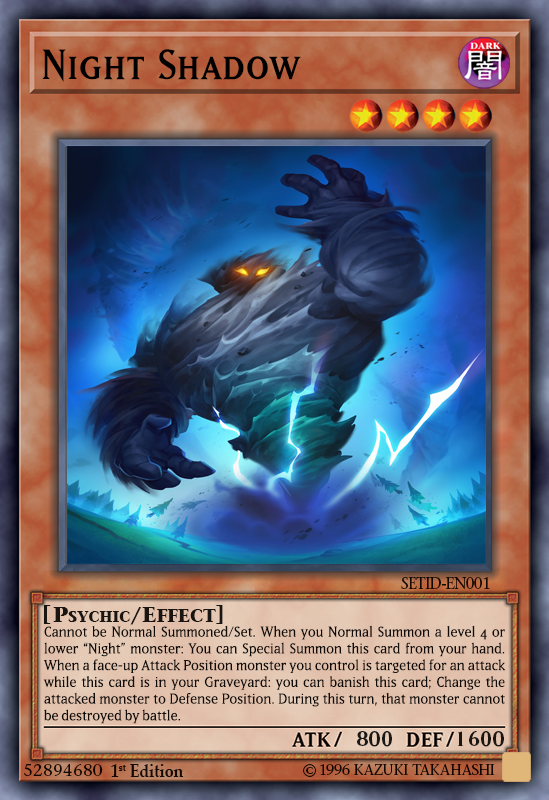 Night Shadow
DARK
闇
SETID-EN001
[Psychic/Effect]
Cannot be Normal Summoned/Set. When you Normal Summon a level 4 or
lower “Night” monster: You can Special Summon this card from your hand.
When a face-up Attack Position monster you control is targeted for an attack
while this card is in your Graveyard: you can banish this card; Change the
attacked monster to Defense Position. During this turn, that monster cannot
be destroyed by battle.
ATK/ 800 DEF/1600
52894680 1st Edition © 1996 KAZUKI TAKAHASHI